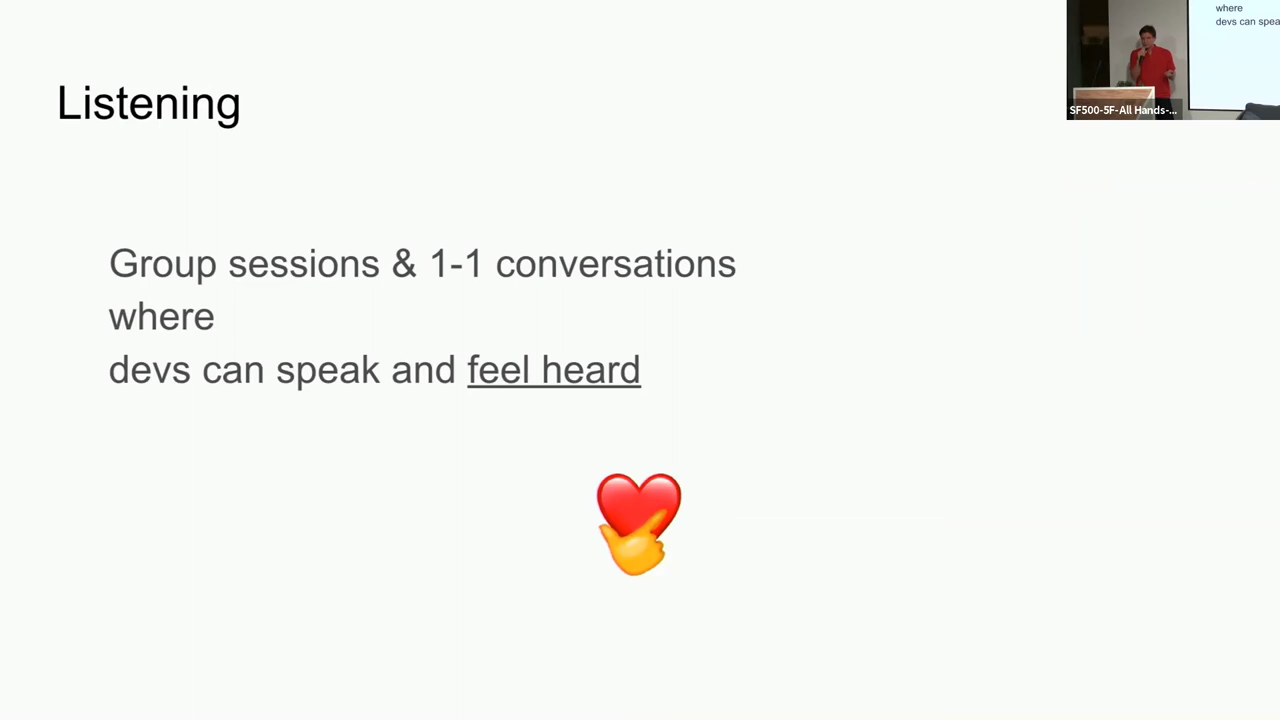 Listening
Group sessions & 1-1 conversations
where
devs can speak and feel heard
where
devs can spea
SF500-5F-All Hands-...